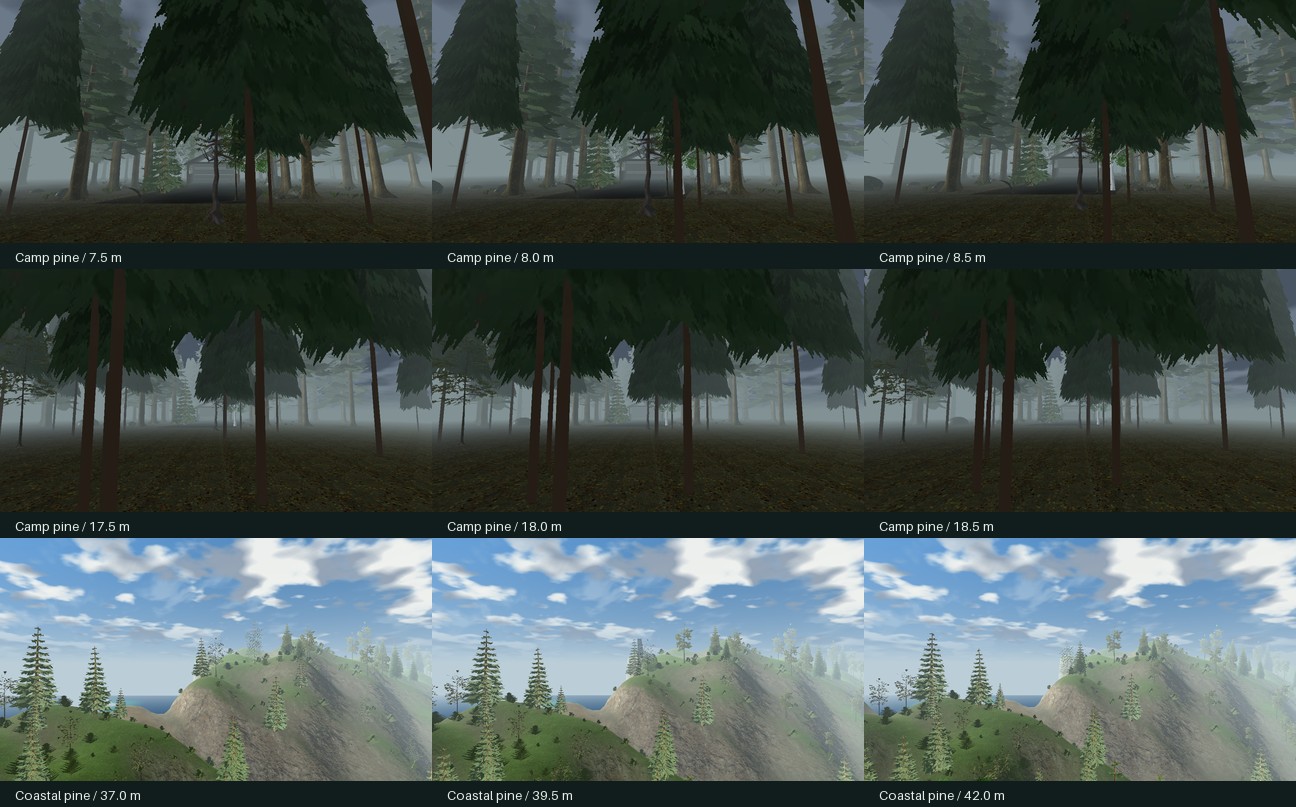 Camp pine / 7.5 m
Camp pine / 8.0 m
Camp pine / 8.5 m
Camp pine / 17.5 m
Camp pine / 18.0 m
Camp pine / 18.5 m
Coastal pine / 37.0 m
Coastal pine / 39.5 m
Coastal pine / 42.0 m